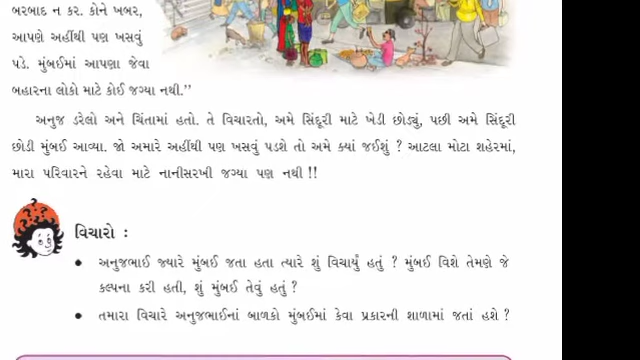 બરબાદ ન કર. કોને ખબર,
આપણે અહીંથી પણ ખસવું
પડે. મુંબઈમાં આપણા જેવા
બહારના લોકો માટે કોઈ જગ્યા નથી.”
અનુજ ડરેલો અને ચિંતામાં હતો. તે વિચારતો, અમે સિંદૂરી માટે ખેડી છોડ્યું, પછી અમે સિંદૂરી
છોડી મુંબઈ આવ્યા. જો અમારે અહીંથી પણ ખસવું પડશે તો અમે ક્યાં જઈશું ? આટલા મોટા શહેરમાં,
મારા પરિવારને રહેવા માટે નાનીસરખી જગ્યા પણ નથી !!
વિચારો :
• અનુજભાઈ જ્યારે મુંબઈ જતા હતા ત્યારે શું વિચાર્યું હતું ? મુંબઈ વિશે તેમણે જે
કલ્પના કરી હતી, શું મુંબઈ તેવું હતું ?
• તમારા વિચારે અનુજભાઈનાં બાળકો મુંબઈમાં કેવા પ્રકારની શાળામાં જતાં હશે ?